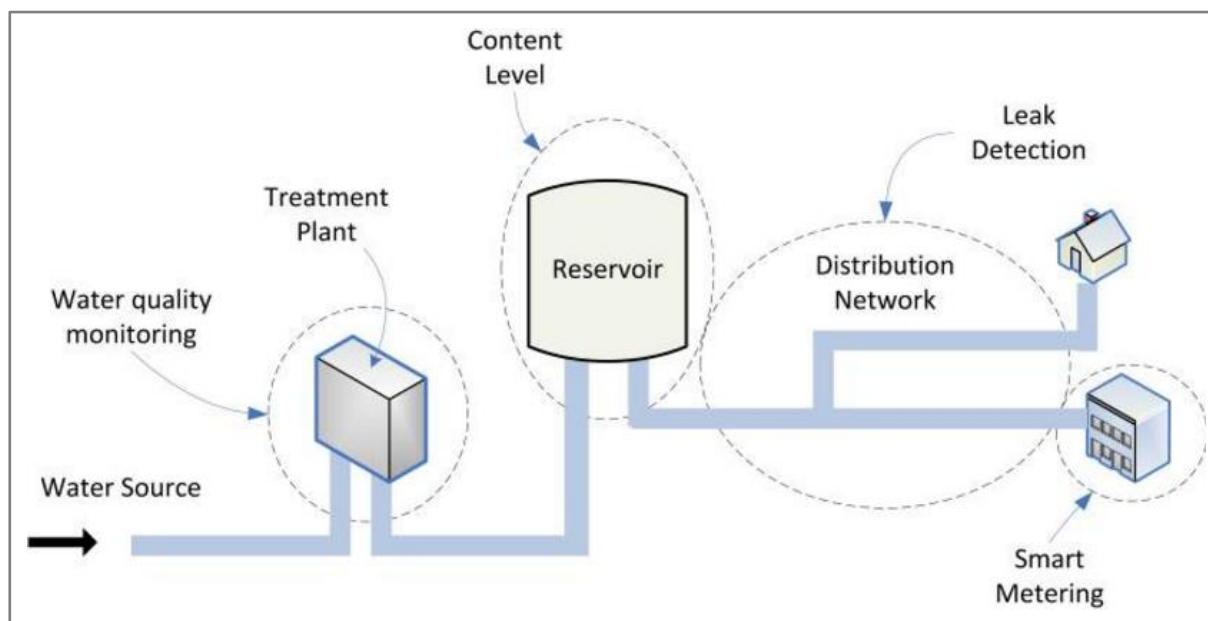 Content
Level
Leak
Detection
Treatment
Plant
Reservoir
Distribution
Network
Water quality
monitoring
Water Source
Smart
Metering